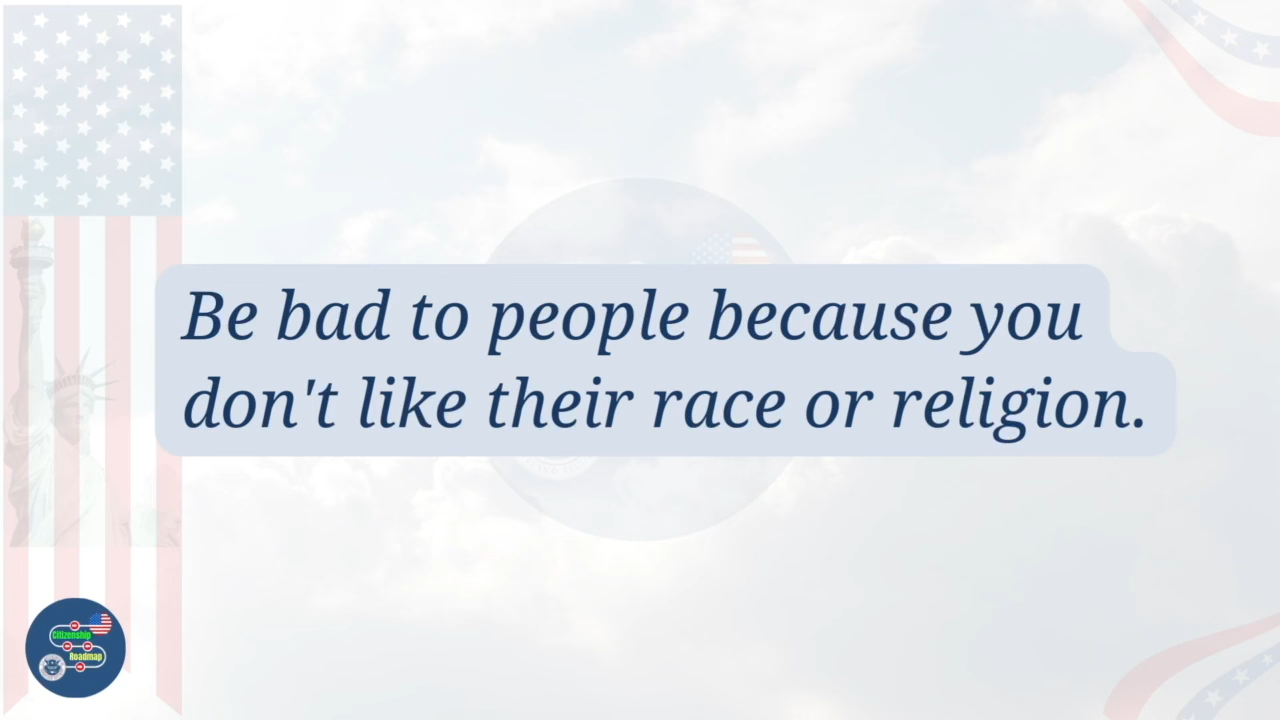 Be bad to people because you
don't like their race or religion.
Citizenship
Roadmap